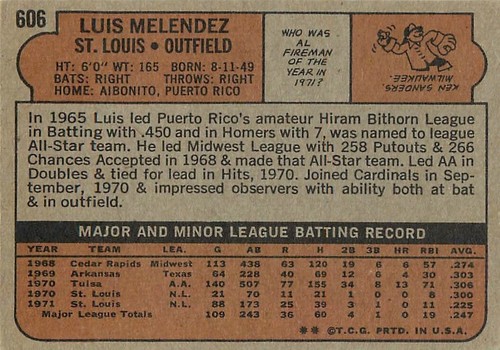 606
LUIS MELENDEZ
ST. LOUIS • OUTFIELD
HT: 6'0" WT: 165 BORN: 8-11-49
BATS: RIGHT THROWS: RIGHT
HOME: AIBONITO, PUERTO RICO
WHO WAS
AL
FIREMAN
OF THE
YEAR IN
1971?
KEN SANDERS,
MILWAUKEE.
In 1965 Luis led Puerto Rico's amateur Hiram Bithorn League
in Batting with .450 and in Homers with 7, was named to league
All-Star team. He led Midwest League with 258 Putouts & 266
Chances Accepted in 1968 & made that All-Star team. Led AA in
Doubles & tied for lead in Hits, 1970. Joined Cardinals in Sep-
tember, 1970 & impressed observers with ability both at bat
& in outfield.
MAJOR AND MINOR LEAGUE BATTING RECORD
YEAR TEAM LEA. G AB R HIT 2B 3B HR RBI AVG.
1968 Cedar Rapids Midwest 113 438 63 120 19 6 6 57 .274
1969 Arkansas Texas 64 228 40 69 12 6 4 30 .303
1970 Tulsa A.A. 140 507 77 155 34 8 13 71 .306
1970 St. Louis N.L. 21 70 11 21 1 0 0 8 .300
1971 St. Louis N.L. 88 173 25 39 3 1 0 11 .225
Major League Totals 109 243 36 60 4 1 0 19 .247
** © T.C.G. PRTD. IN U.S.A.